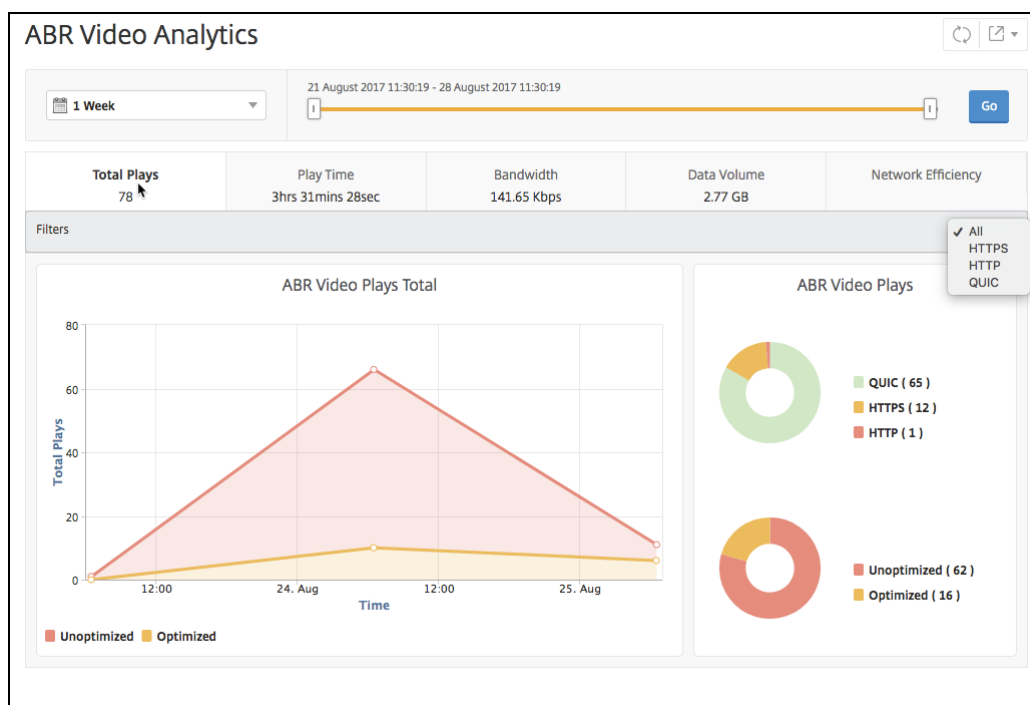 ABR Video Analytics
1 Week
21 August 2017 11:30:19 - 28 August 2017 11:30:19
Go
Total Plays
78
Play Time
3hrs 31mins 28sec
Bandwidth
141.65 Kbps
Data Volume
2.77 GB
Network Efficiency
Filters
All
HTTPS
HTTP
QUIC
ABR Video Plays Total
80
60
40
20
0
Total Plays
12:00
24. Aug
12:00
25. Aug
Time
Unoptimized
Optimized
ABR Video Plays
QUIC ( 65 )
HTTPS ( 12 )
HTTP ( 1 )
Unoptimized ( 62 )
Optimized ( 16 )